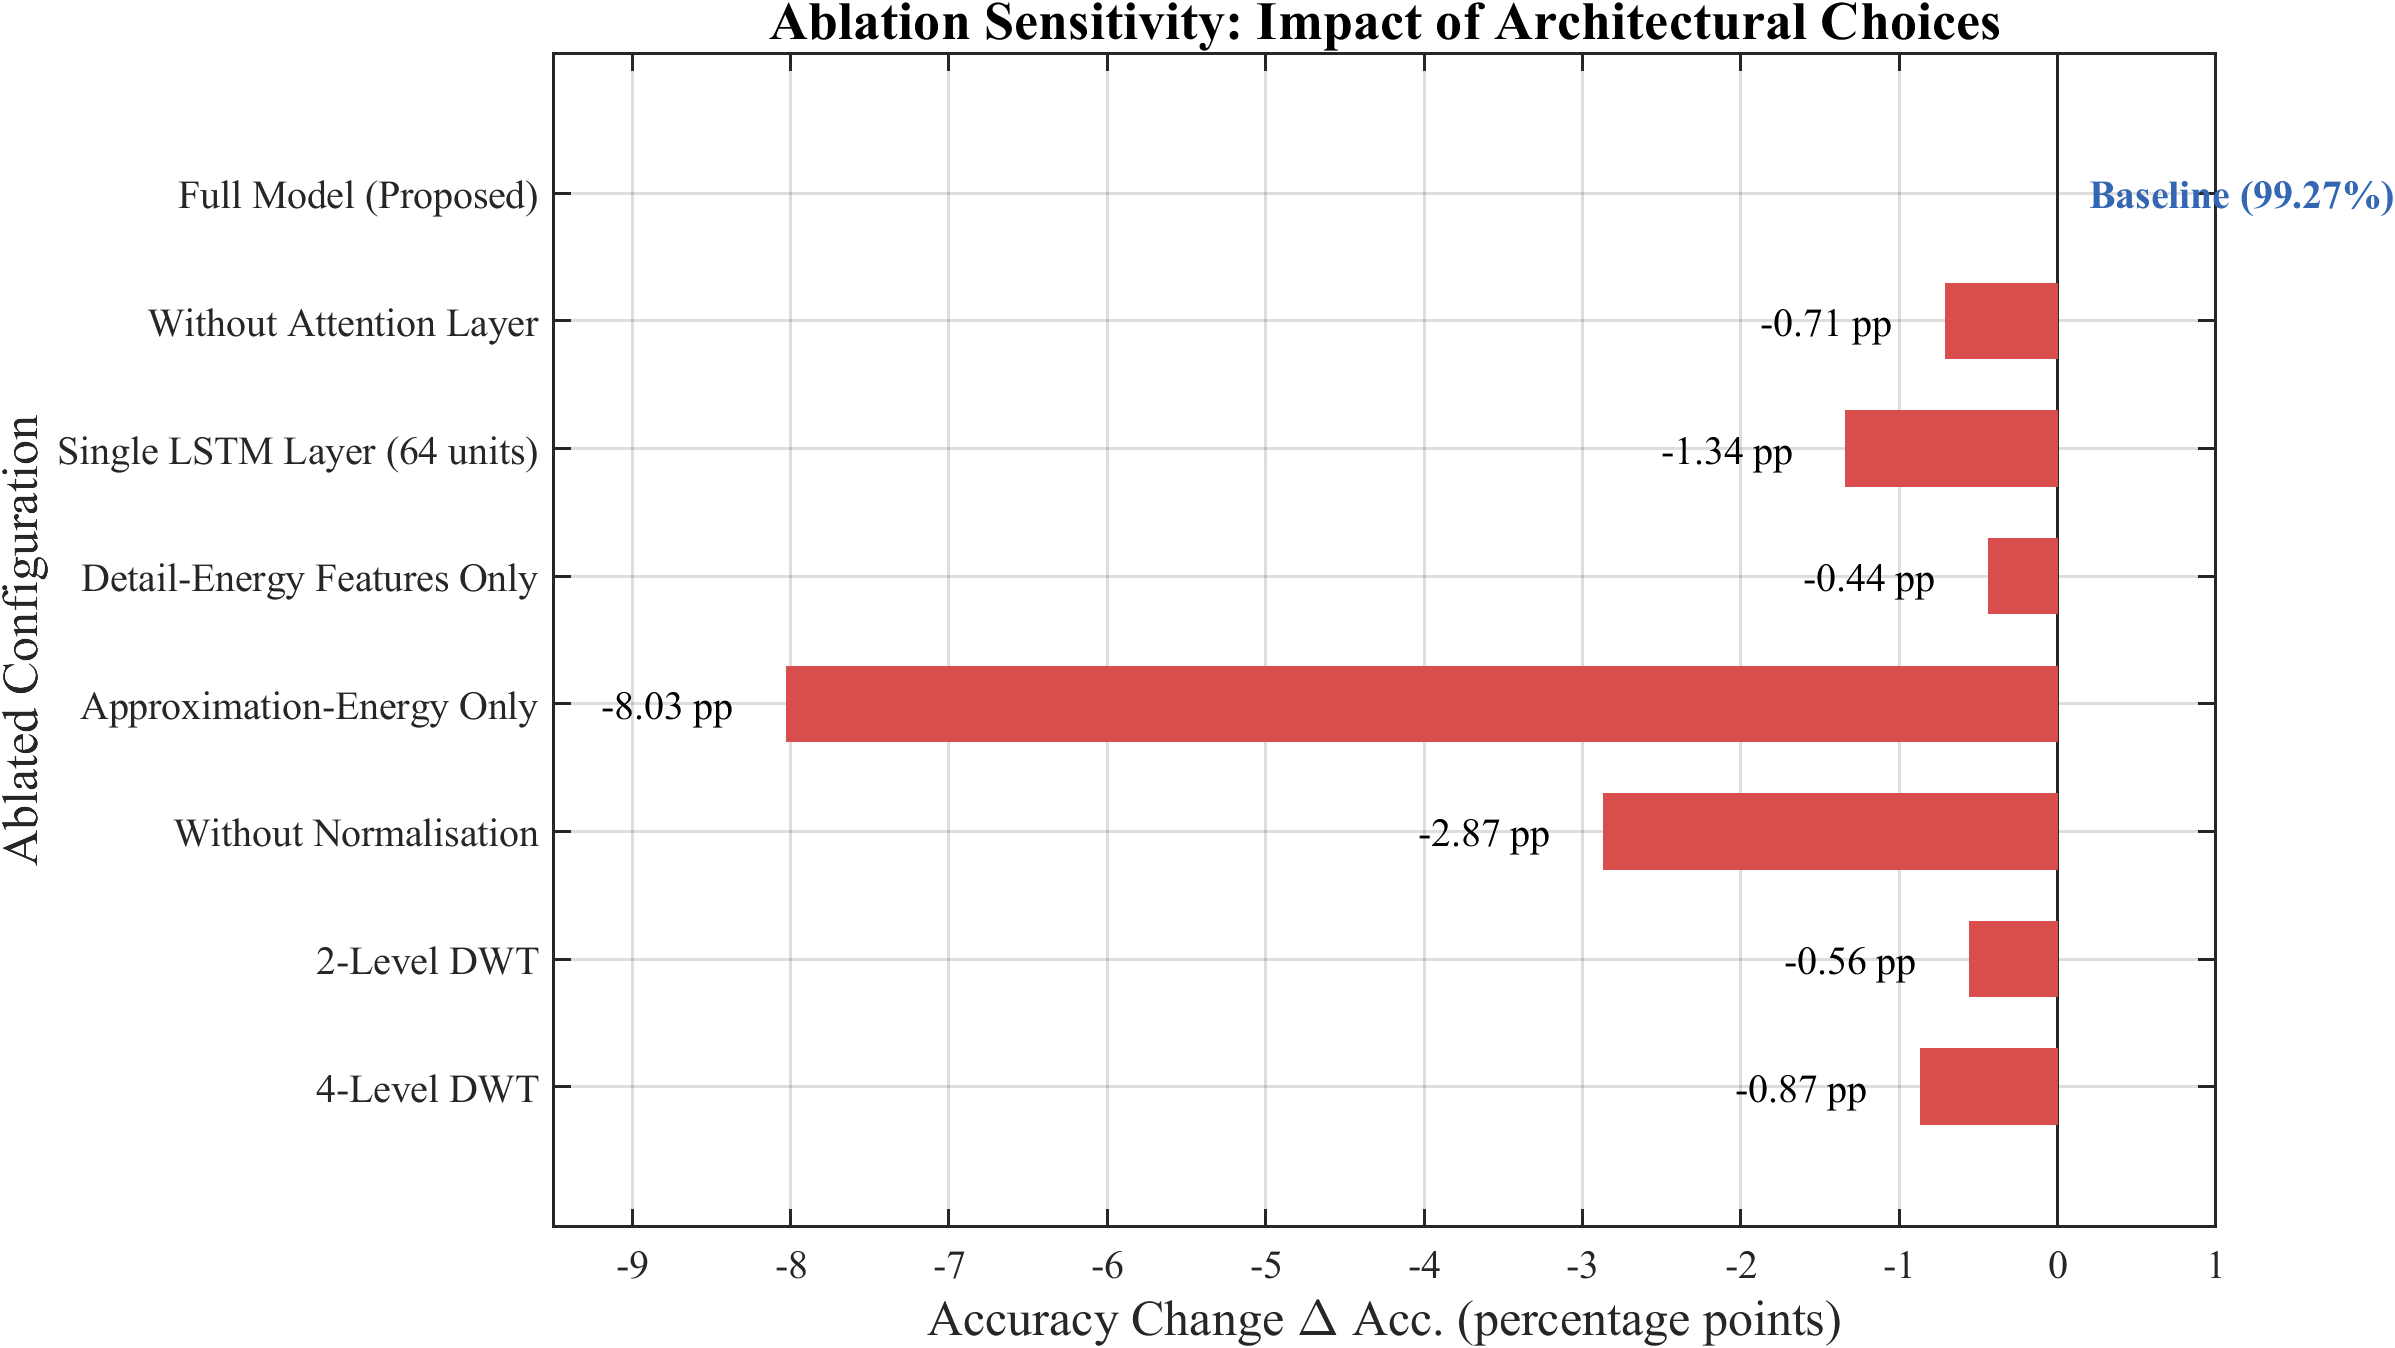 Ablation Sensitivity: Impact of Architectural Choices
Full Model (Proposed)
Baseline (99.27%)
Without Attention Layer
-0.71 pp
Single LSTM Layer (64 units)
-1.34 pp
Detail-Energy Features Only
-0.44 pp
Approximation-Energy Only
-8.03 pp
Without Normalisation
-2.87 pp
2-Level DWT
-0.56 pp
4-Level DWT
-0.87 pp
Ablated Configuration
-9 -8 -7 -6 -5 -4 -3 -2 -1 0 1
Accuracy Change Δ Acc. (percentage points)